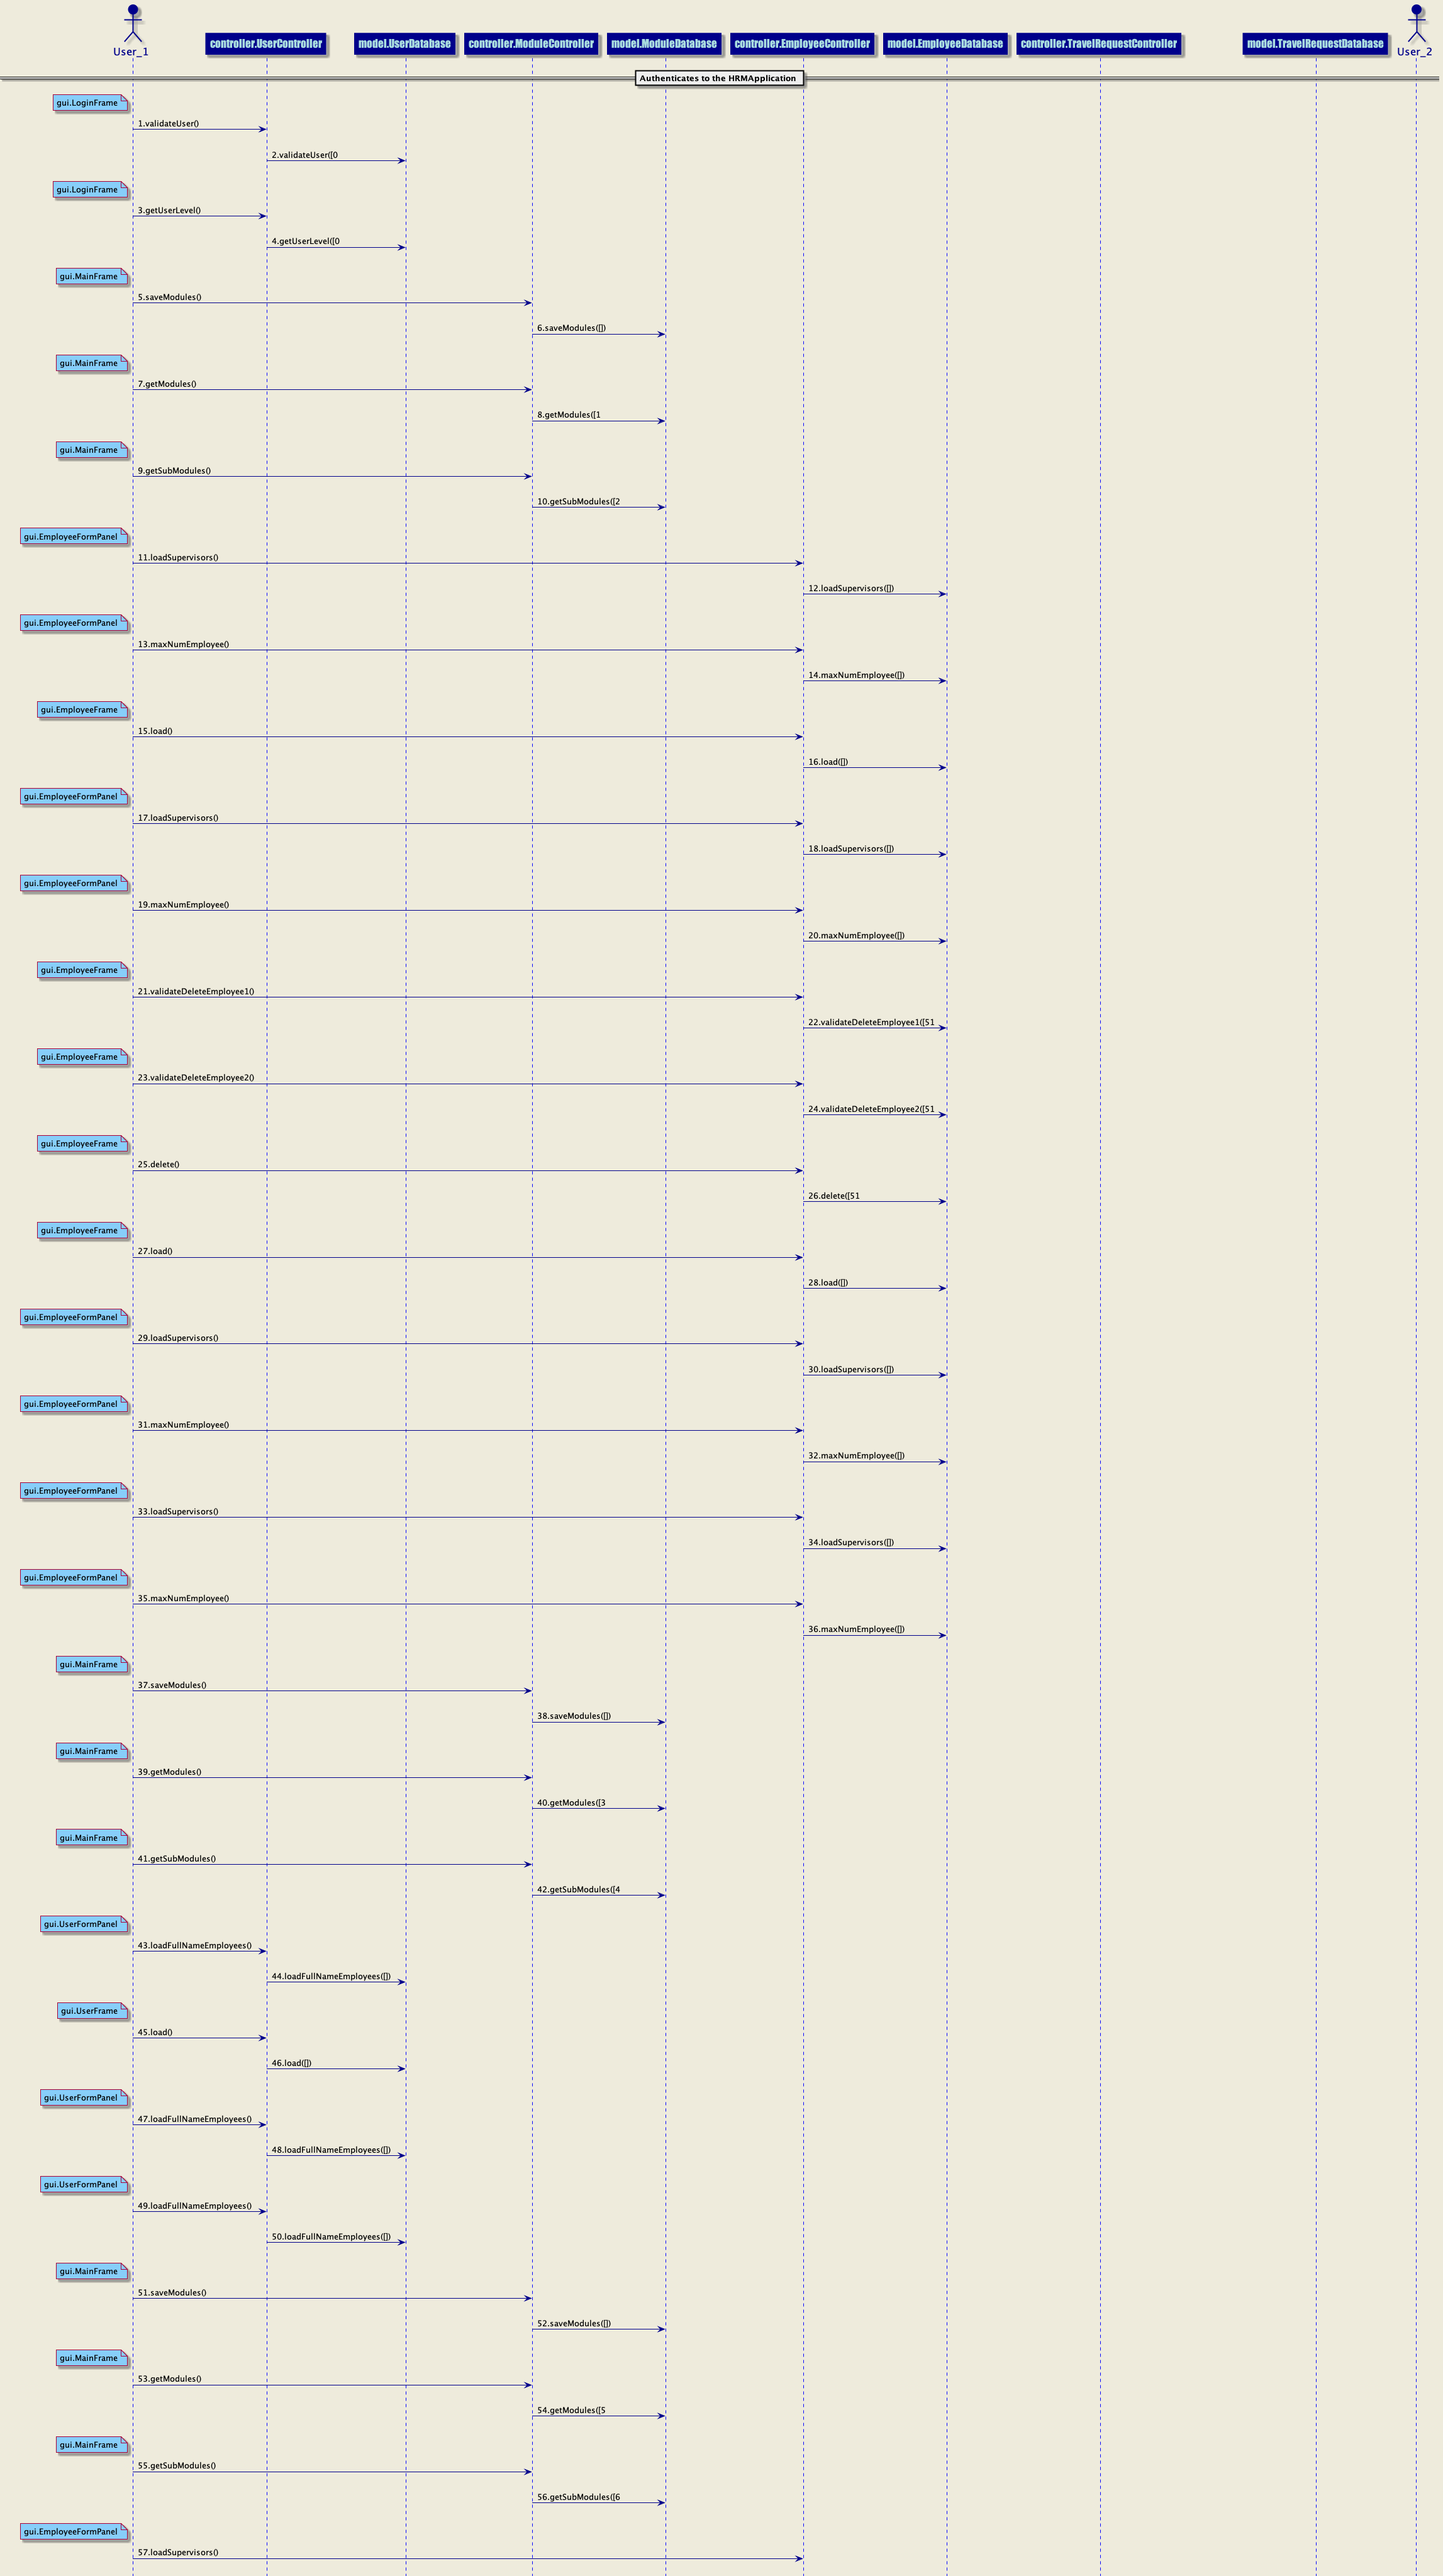 User_1
controller.UserController
model.UserDatabase
controller.ModuleController
model.ModuleDatabase
controller.EmployeeController
model.EmployeeDatabase
controller.TravelRequestController
model.TravelRequestDatabase
User_2
Authenticates to the HRMApplication
gui.LoginFrame
1.validateUser()
2.validateUser([0
gui.LoginFrame
3.getUserLevel()
4.getUserLevel([0
gui.MainFrame
5.saveModules()
6.saveModules([])
gui.MainFrame
7.getModules()
8.getModules([1
gui.MainFrame
9.getSubModules()
10.getSubModules([2
gui.EmployeeFormPanel
11.loadSupervisors()
12.loadSupervisors([])
gui.EmployeeFormPanel
13.maxNumEmployee()
14.maxNumEmployee([])
gui.EmployeeFrame
15.load()
16.load([])
gui.EmployeeFormPanel
17.loadSupervisors()
18.loadSupervisors([])
gui.EmployeeFormPanel
19.maxNumEmployee()
20.maxNumEmployee([])
gui.EmployeeFrame
21.validateDeleteEmployee1()
22.validateDeleteEmployee1([51
gui.EmployeeFrame
23.validateDeleteEmployee2()
24.validateDeleteEmployee2([51
gui.EmployeeFrame
25.delete()
26.delete([51
gui.EmployeeFrame
27.load()
28.load([])
gui.EmployeeFormPanel
29.loadSupervisors()
30.loadSupervisors([])
gui.EmployeeFormPanel
31.maxNumEmployee()
32.maxNumEmployee([])
gui.EmployeeFormPanel
33.loadSupervisors()
34.loadSupervisors([])
gui.EmployeeFormPanel
35.maxNumEmployee()
36.maxNumEmployee([])
gui.MainFrame
37.saveModules()
38.saveModules([])
gui.MainFrame
39.getModules()
40.getModules([3
gui.MainFrame
41.getSubModules()
42.getSubModules([4
gui.UserFormPanel
43.loadFullNameEmployees()
44.loadFullNameEmployees([])
gui.UserFrame
45.load()
46.load([])
gui.UserFormPanel
47.loadFullNameEmployees()
48.loadFullNameEmployees([])
gui.UserFormPanel
49.loadFullNameEmployees()
50.loadFullNameEmployees([])
gui.MainFrame
51.saveModules()
52.saveModules([])
gui.MainFrame
53.getModules()
54.getModules([5
gui.MainFrame
55.getSubModules()
56.getSubModules([6
gui.EmployeeFormPanel
57.loadSupervisors()